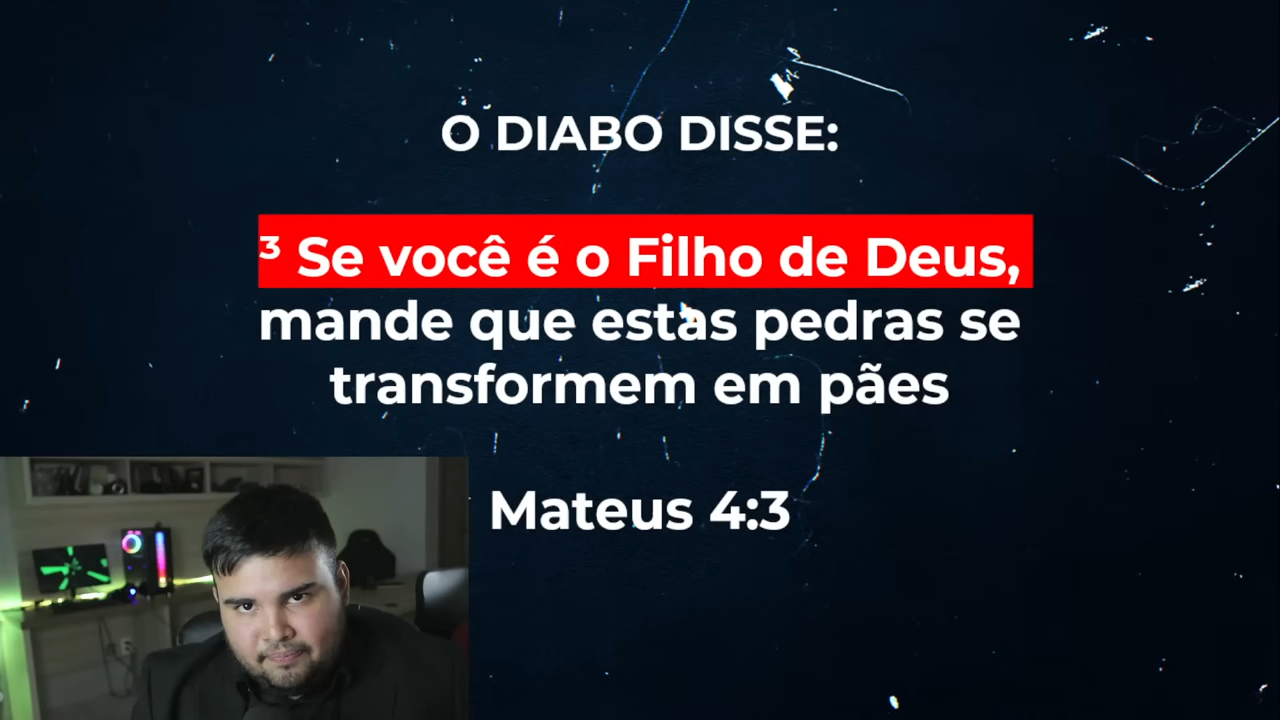 O DIABO DISSE:
³ Se você é o Filho de Deus,
mande que estas pedras se
transformem em pães
Mateus 4:3